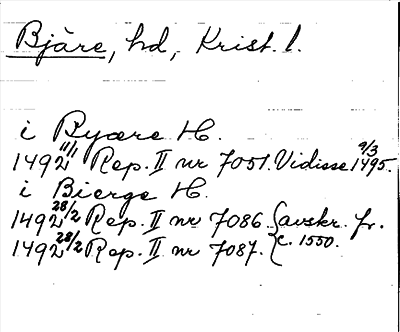 Bjäre, hd, Krist. l.
i Byære H.
1492 11/1 Rep. II nr 7051. Vidisse 9/3 1495.
i Bierge H.
1492 28/2 Rep. II nr 7086. { avskr. fr.
1492 28/2 Rep. II nr 7087. { c. 1550.